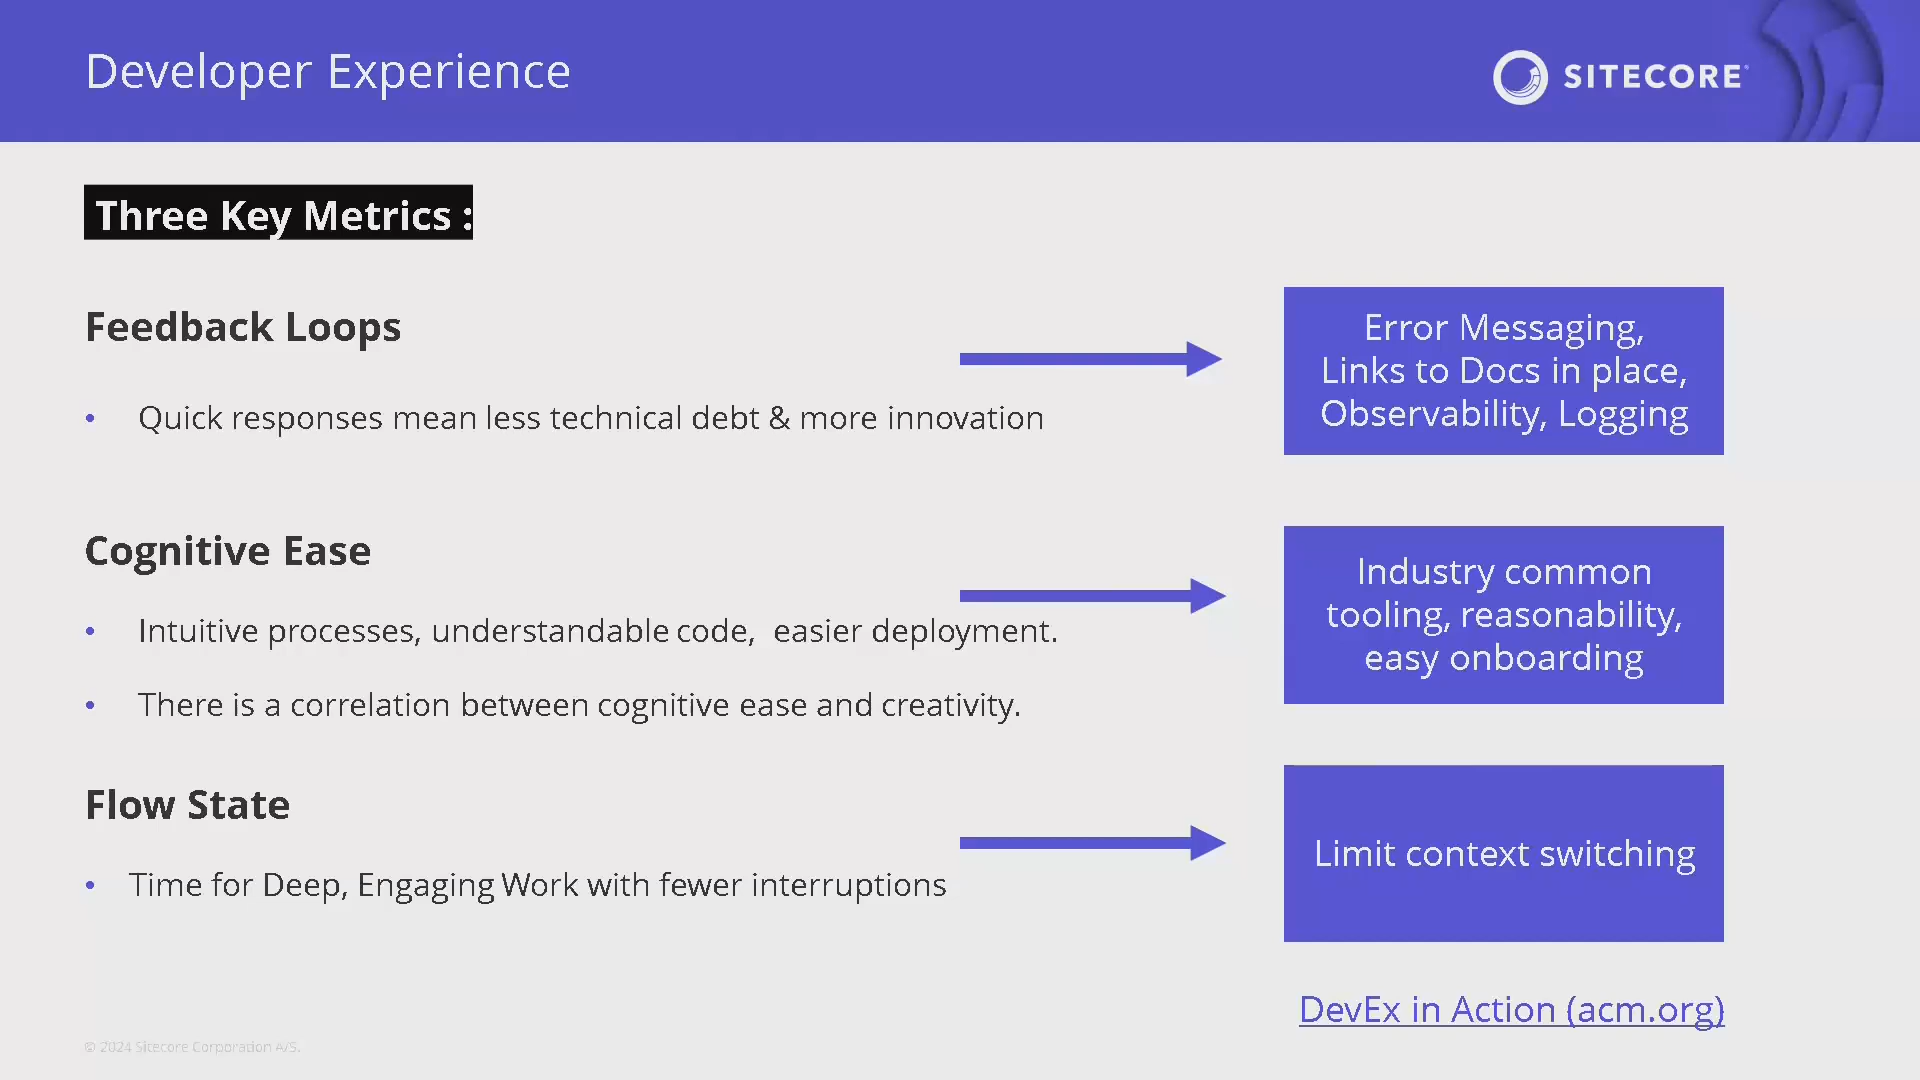 Developer Experience
SITECORE
Three Key Metrics :
Feedback Loops
• Quick responses mean less technical debt & more innovation
Error Messaging,
Links to Docs in place,
Observability, Logging
Cognitive Ease
• Intuitive processes, understandable code, easier deployment.
• There is a correlation between cognitive ease and creativity.
Industry common
tooling, reasonability,
easy onboarding
Flow State
• Time for Deep, Engaging Work with fewer interruptions
Limit context switching
DevEx in Action (acm.org)
© 2024 Sitecore Corporation A/S.